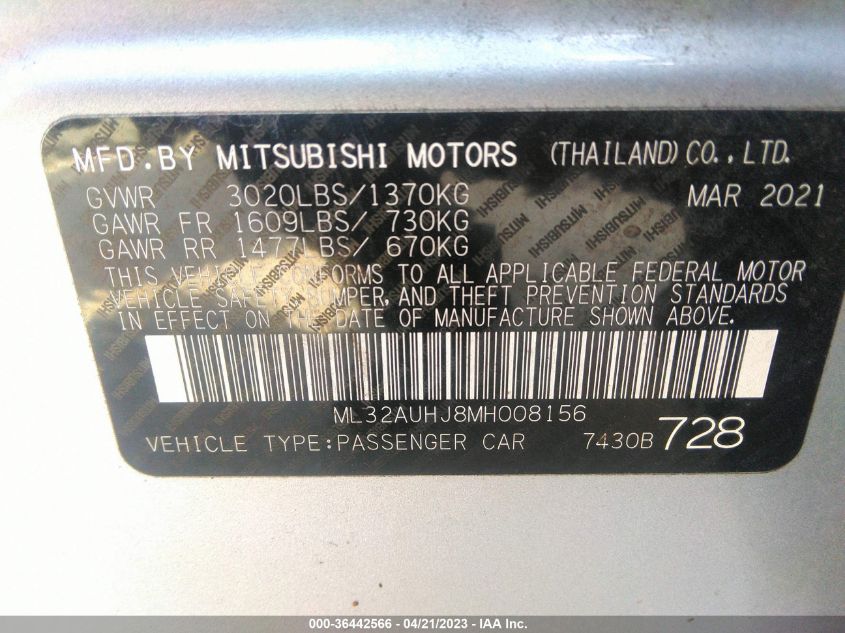 MFD.BY MITSUBISHI MOTORS (THAILAND)CO.,LTD.
GVWR 3020LBS/1370KG MAR 2021
GAWR FR 1609LBS/ 730KG
GAWR RR 1477LBS/ 670KG
THIS VEHICLE CONFORMS TO ALL APPLICABLE FEDERAL MOTOR
VEHICLE SAFETY,BUMPER,AND THEFT PREVENTION STANDARDS
IN EFFECT ON THE DATE OF MANUFACTURE SHOWN ABOVE.
ML32AUHJ8MH008156
VEHICLE TYPE:PASSENGER CAR 7430B 728
000-36442566 - 04/21/2023 - IAA Inc.